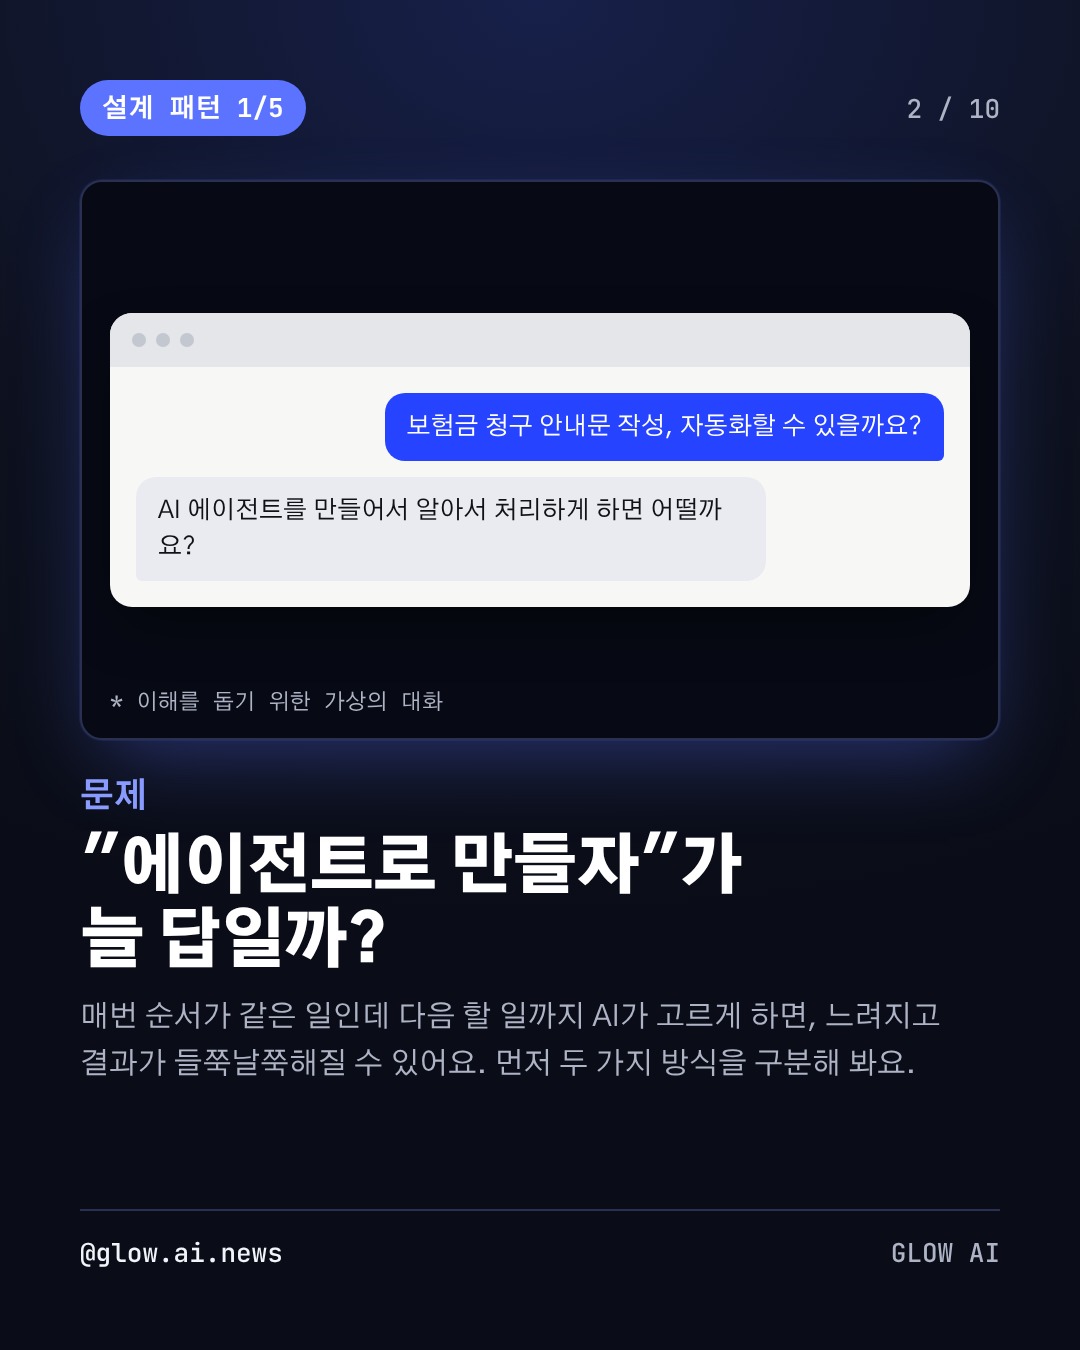 설계 패턴 1/5
2 / 10
보험금 청구 안내문 작성, 자동화할 수 있을까요?
AI 에이전트를 만들어서 알아서 처리하게 하면 어떨까
요?
* 이해를 돕기 위한 가상의 대화
문제
"에이전트로 만들자"가
늘 답일까?
매번 순서가 같은 일인데 다음 할 일까지 AI가 고르게 하면, 느려지고
결과가 들쭉날쭉해질 수 있어요. 먼저 두 가지 방식을 구분해 봐요.
@glow.ai.news
GLOW AI